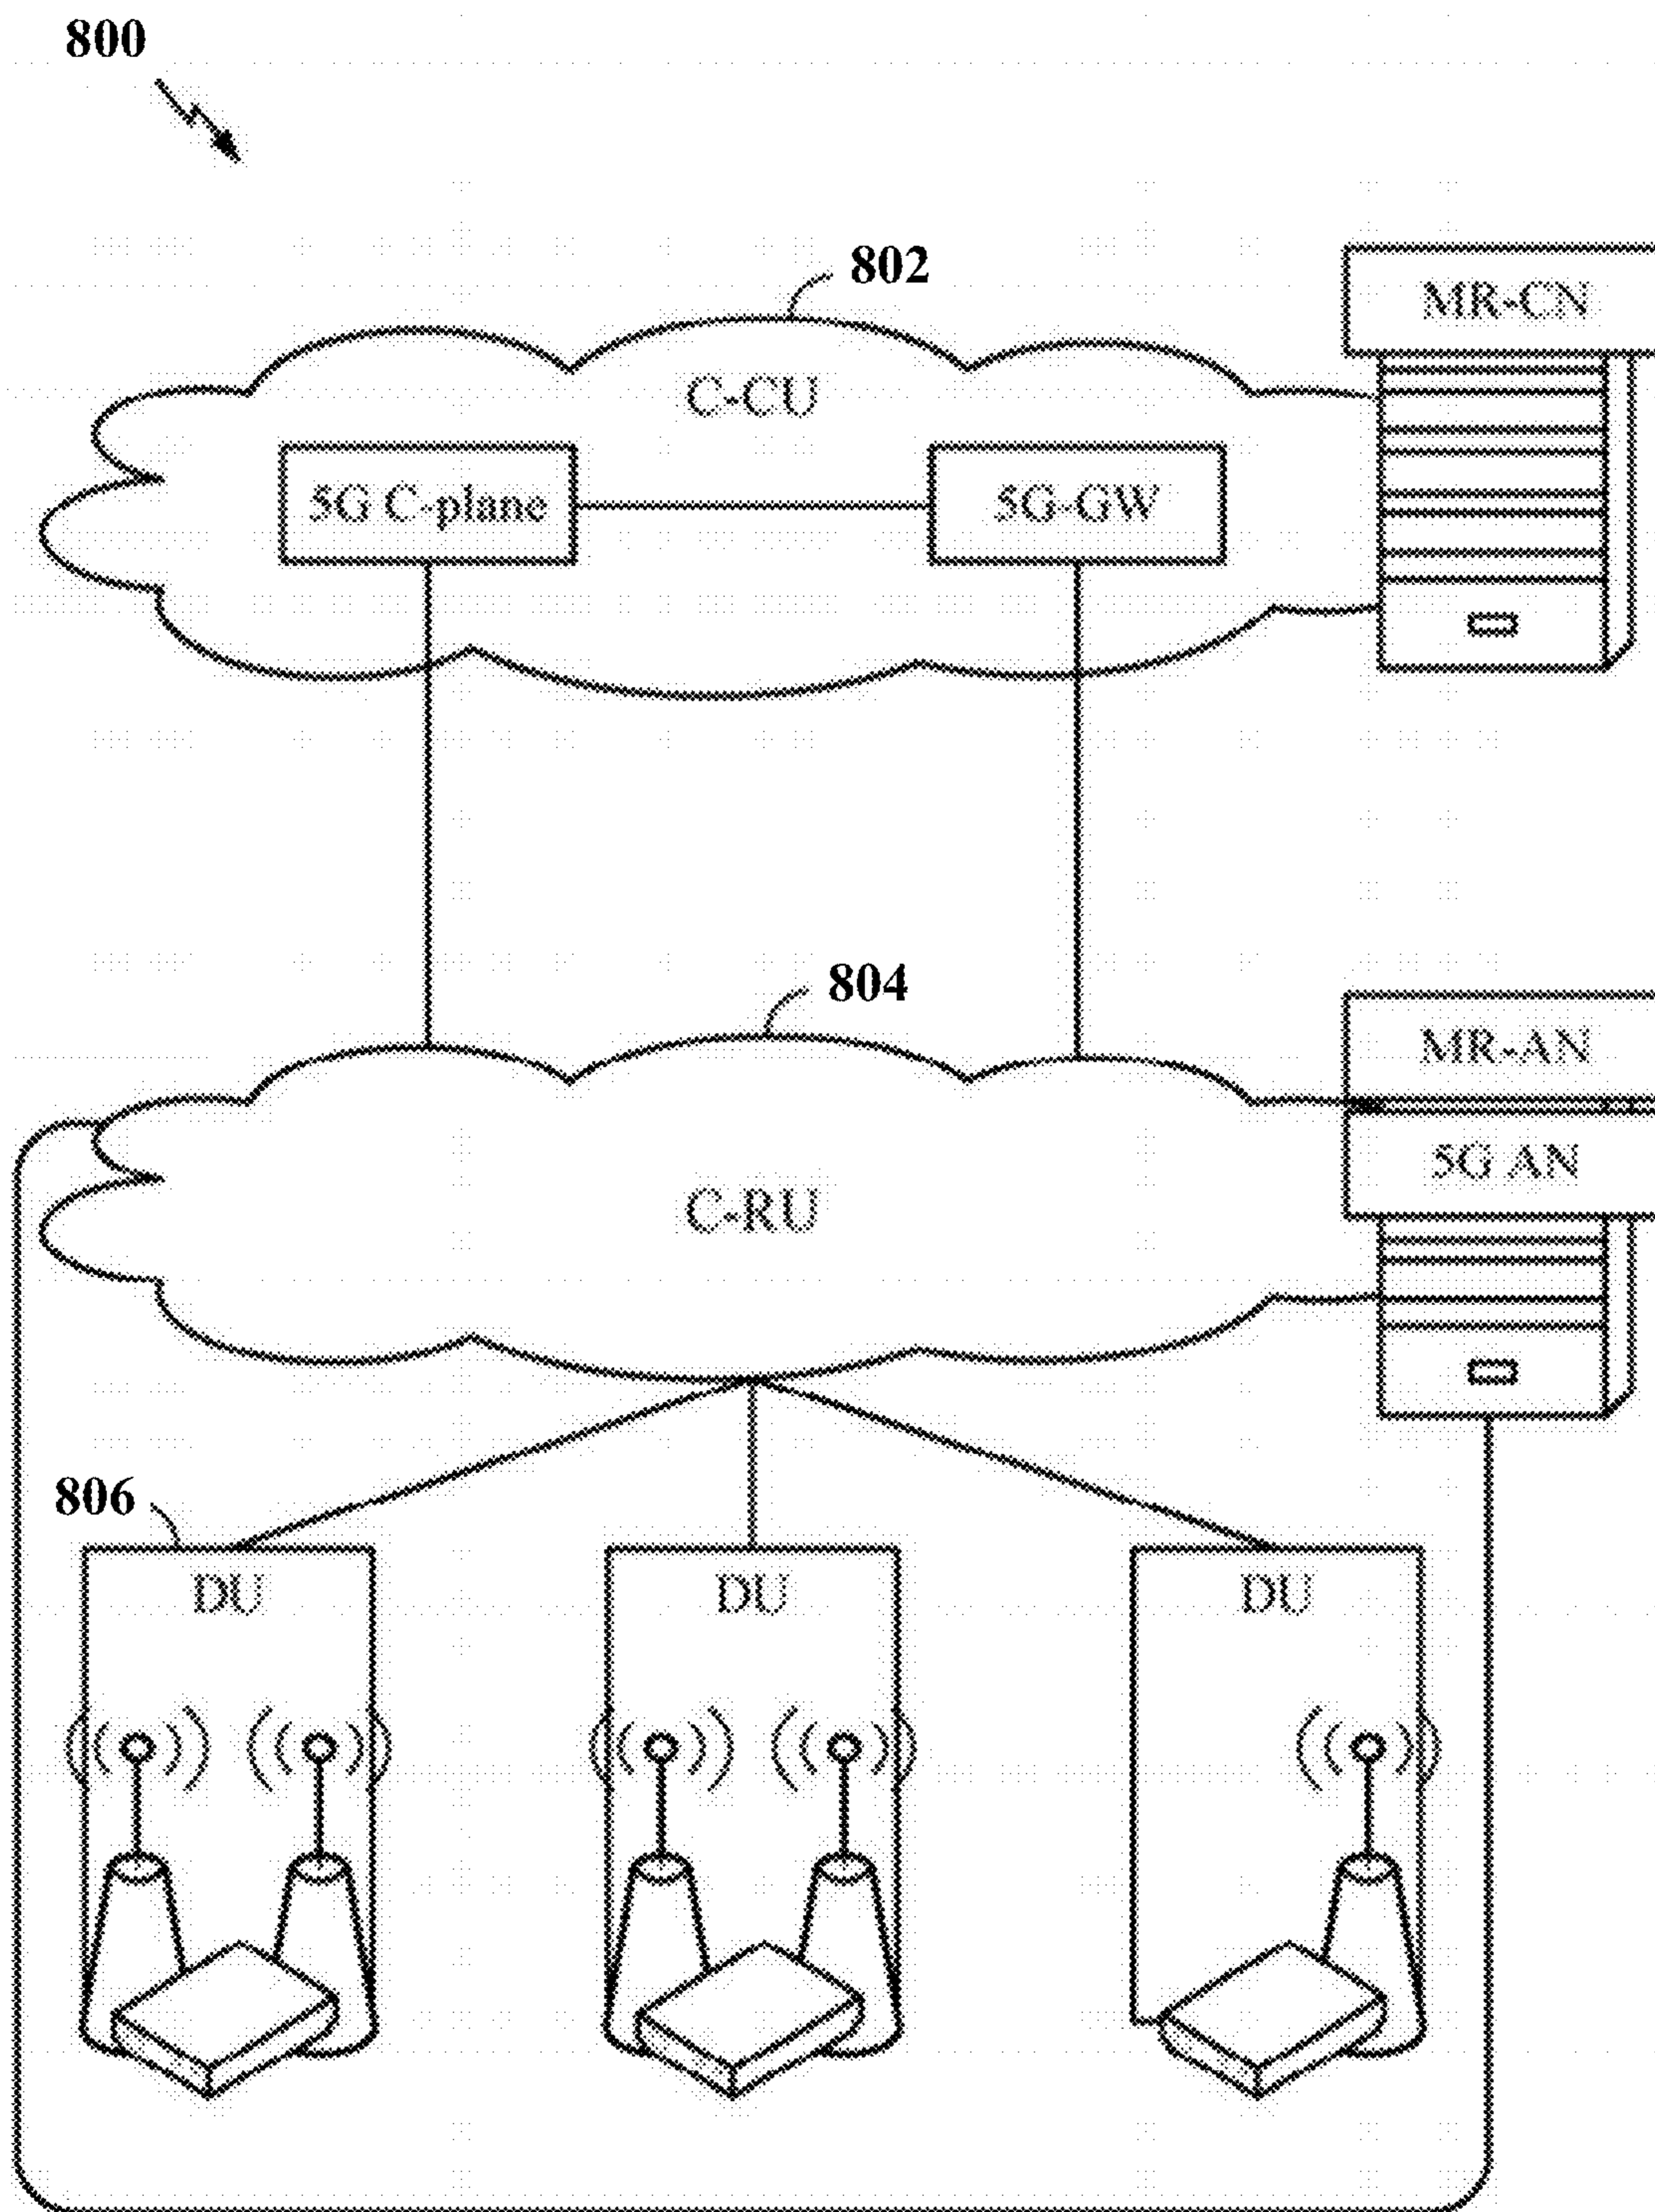 800
802
MR-CN
C-CU
5G C-plane
5G-GW
804
MR-AN
5G AN
C-RU
806
DU
DU
DU